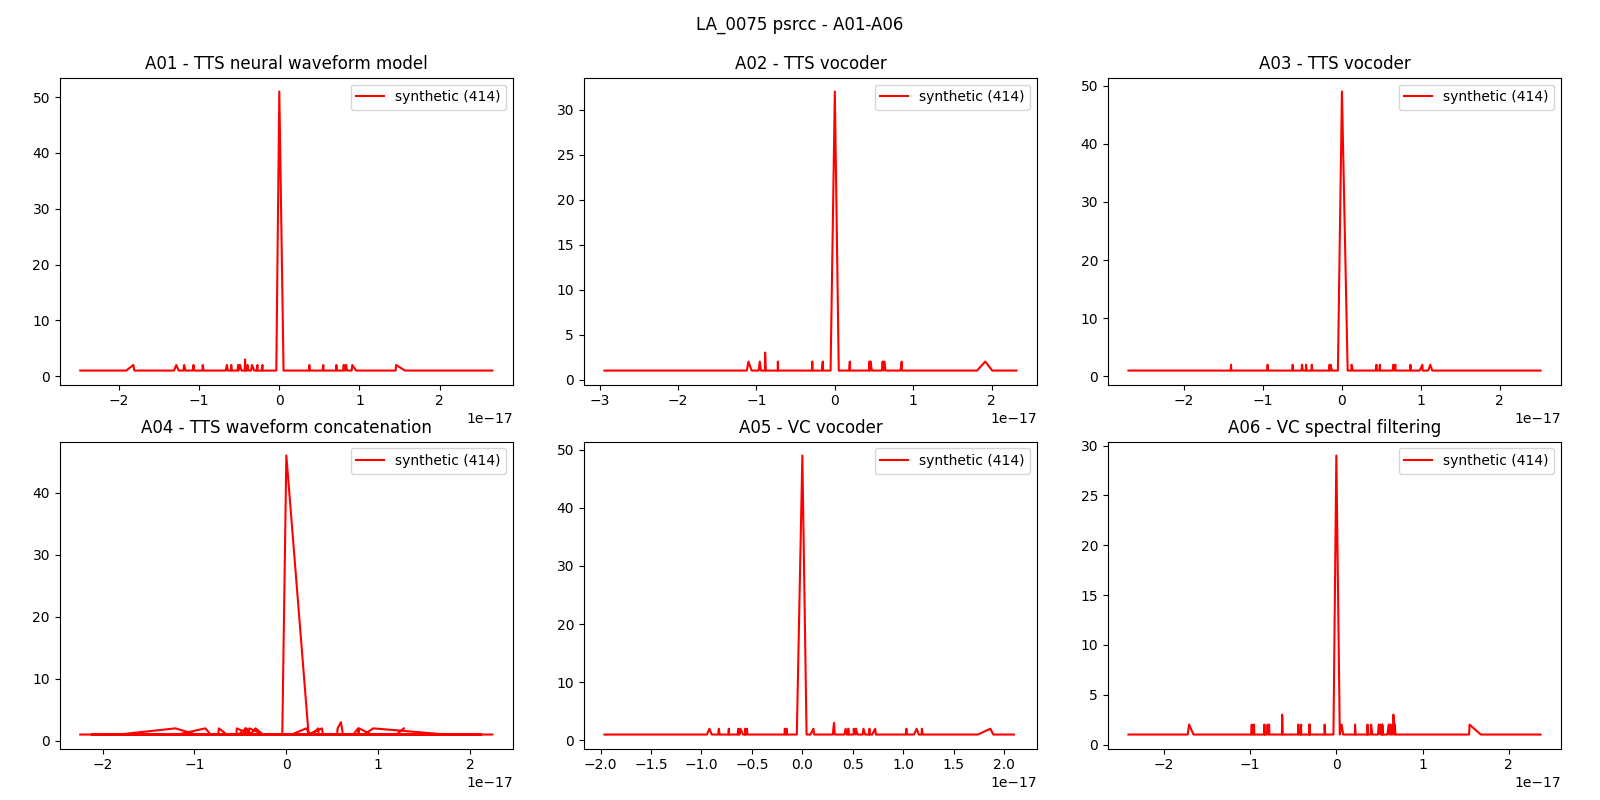 LA_0075 psrcc - A01-A06
A01 - TTS neural waveform model
A02 - TTS vocoder
A03 - TTS vocoder
synthetic (414)
synthetic (414)
synthetic (414)
50
40
30
20
10
0
30
25
20
15
10
5
0
50
40
30
20
10
0
−2 −1 0 1 2
1e−17
−3 −2 −1 0 1 2
1e−17
−2 −1 0 1 2
1e−17
A04 - TTS waveform concatenation
A05 - VC vocoder
A06 - VC spectral filtering
synthetic (414)
synthetic (414)
synthetic (414)
40
30
20
10
0
50
40
30
20
10
0
30
25
20
15
10
5
0
−2 −1 0 1 2
1e−17
−2.0 −1.5 −1.0 −0.5 0.0 0.5 1.0 1.5 2.0
1e−17
−2 −1 0 1 2
1e−17